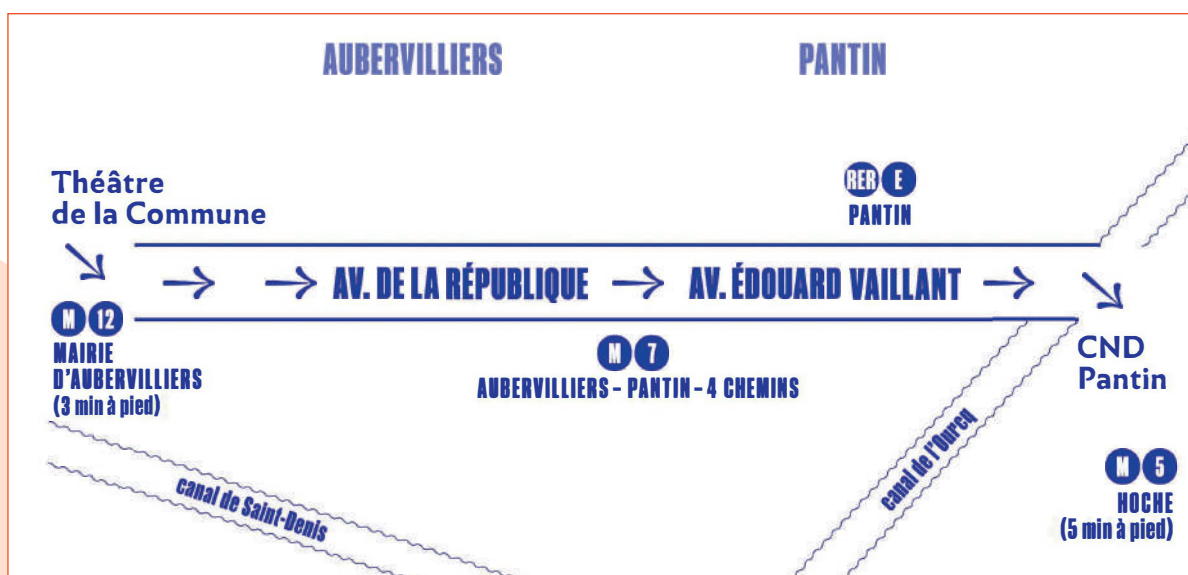 AUBERVILLIERS
PANTIN
Théâtre
de la Commune
RER E
PANTIN
→ → AV. DE LA RÉPUBLIQUE → AV. ÉDOUARD VAILLANT →
M 12
MAIRIE
D'AUBERVILLIERS
(3 min à pied)
M 7
AUBERVILLIERS – PANTIN – 4 CHEMINS
CND
Pantin
canal de Saint-Denis
canal de l'Ourcq
M 5
HOCHE
(5 min à pied)